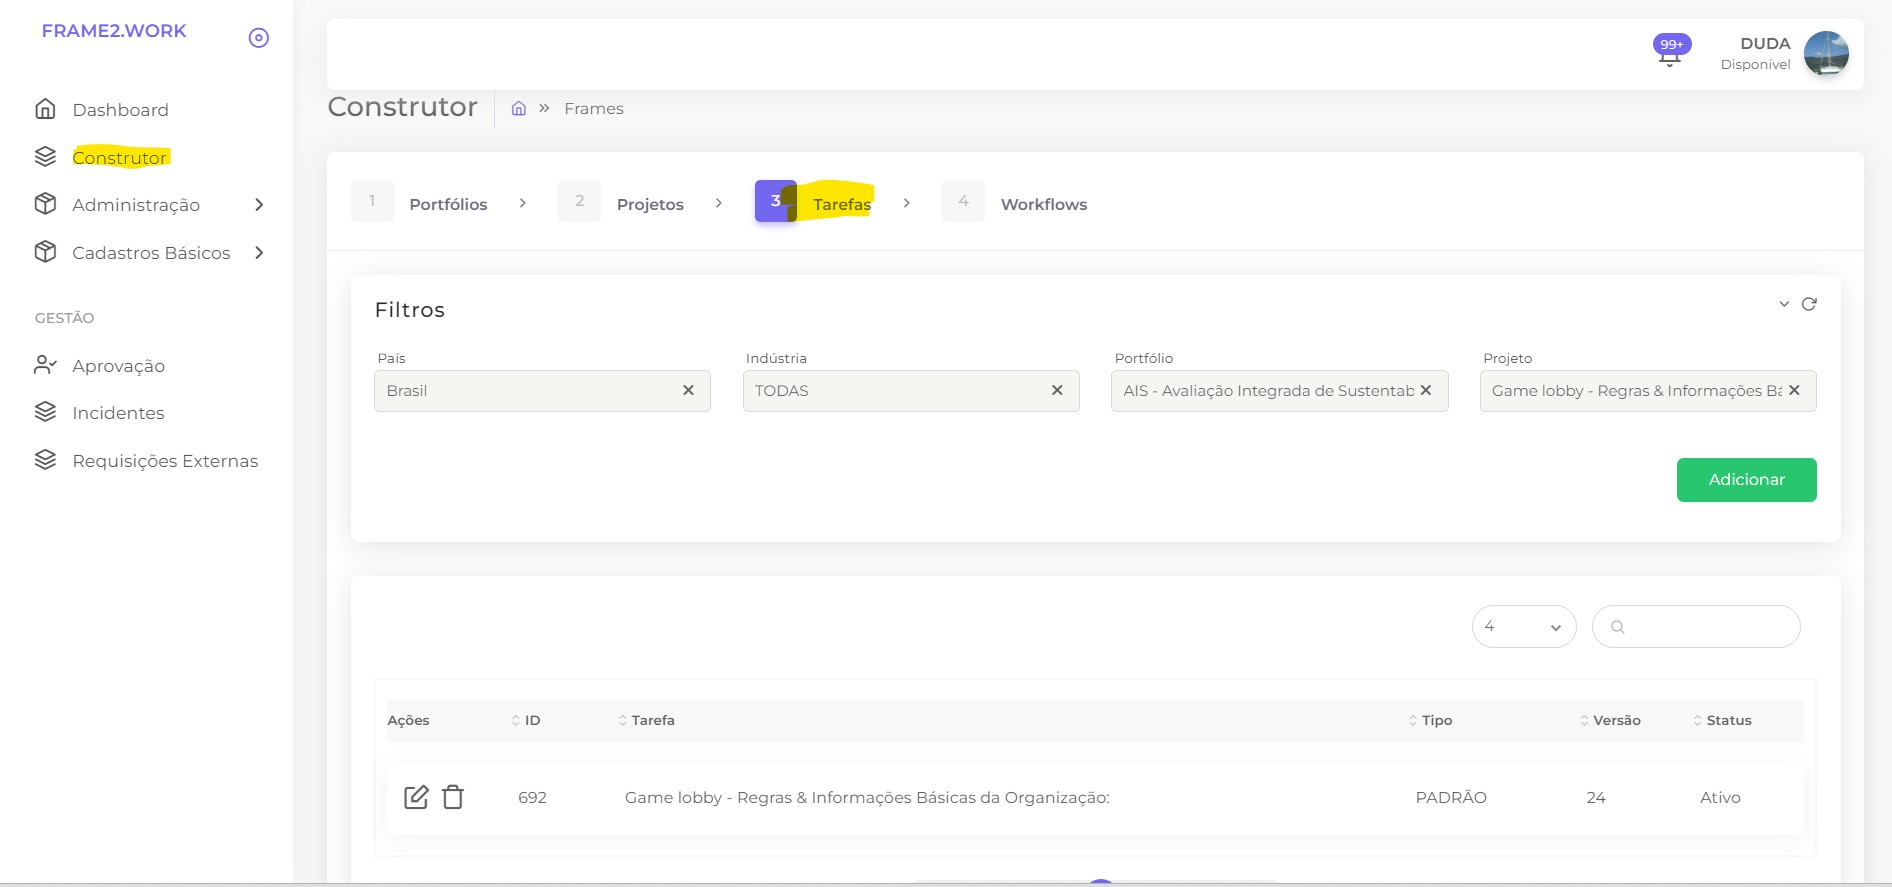 FRAME2.WORK
Dashboard
Construtor
Administração
Cadastros Básicos
GESTÃO
Aprovação
Incidentes
Requisições Externas
99+
DUDA
Disponível
Construtor
Frames
1 Portfólios
2 Projetos
3 Tarefas
4 Workflows
Filtros
País Indústria Portfólio Projeto
Brasil TODAS AIS - Avaliação Integrada de Sustentab Game lobby - Regras & Informações Bá
Adicionar
4
Ações ID Tarefa Tipo Versão Status
692 Game lobby - Regras & Informações Básicas da Organização: PADRÃO 24 Ativo